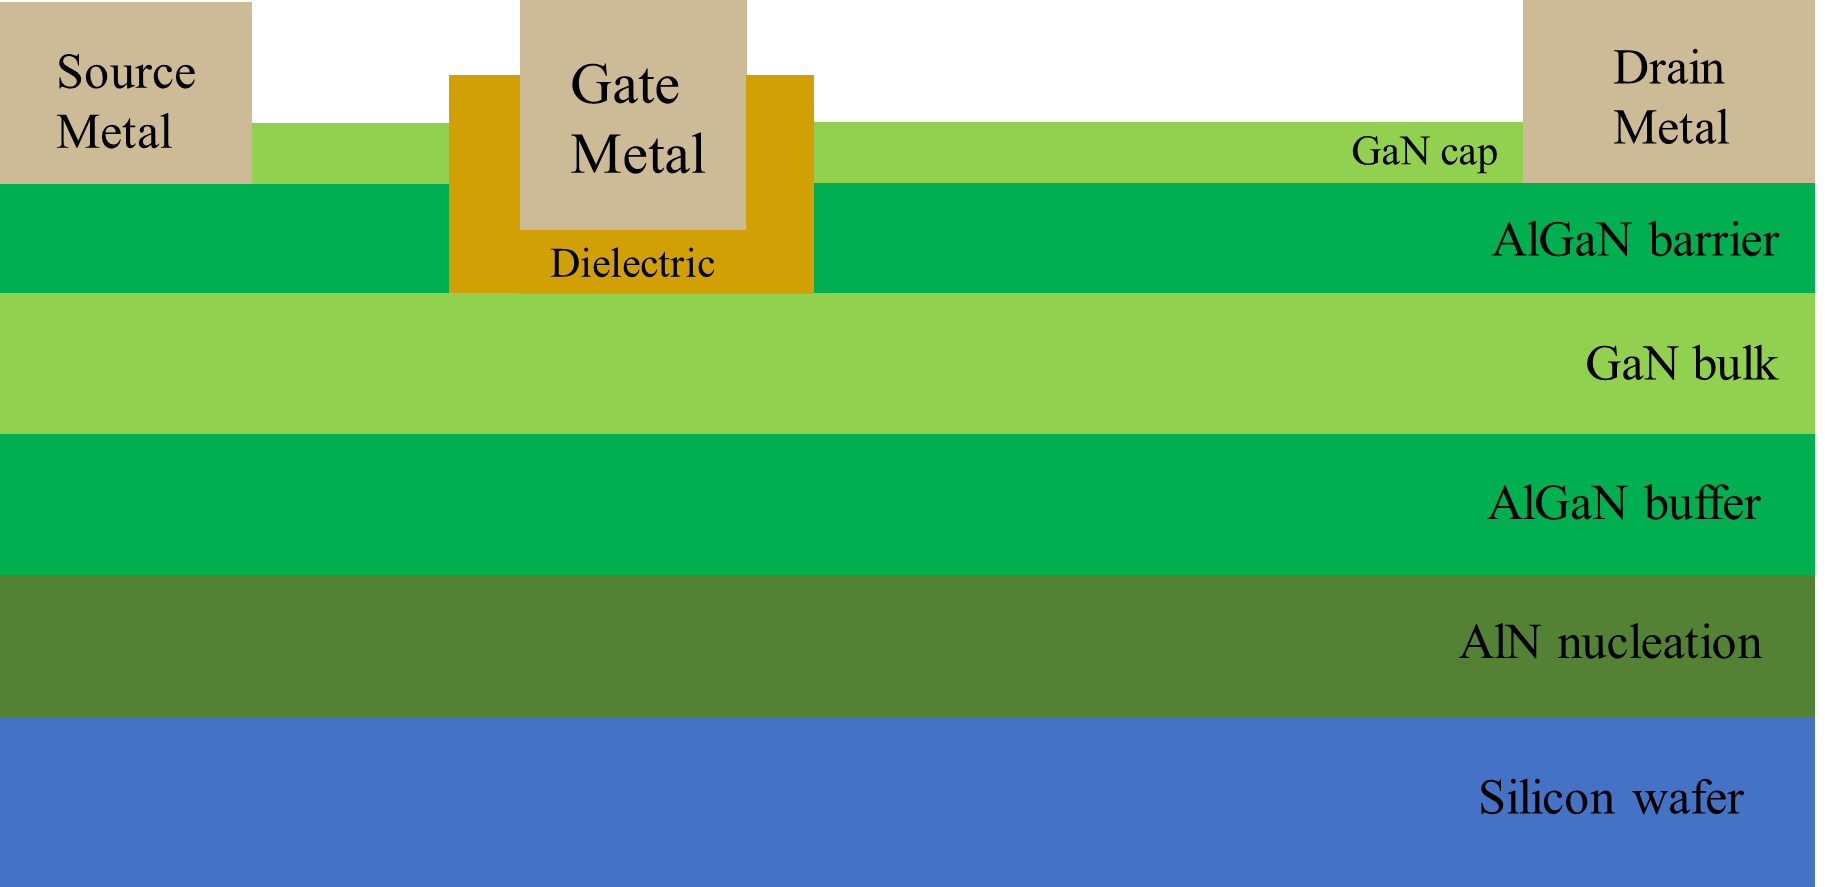 Source
Metal
Gate
Metal
Drain
Metal
GaN cap
AlGaN barrier
Dielectric
GaN bulk
AlGaN buffer
AlN nucleation
Silicon wafer